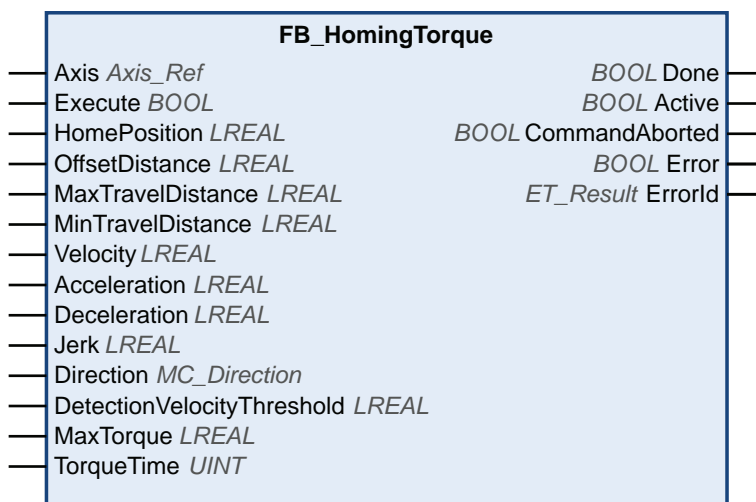 FB_HomingTorque
Axis Axis_Ref BOOL Done
Execute BOOL BOOL Active
HomePosition LREAL BOOL CommandAborted
OffsetDistance LREAL BOOL Error
MaxTravelDistance LREAL ET_Result ErrorId
MinTravelDistance LREAL
Velocity LREAL
Acceleration LREAL
Deceleration LREAL
Jerk LREAL
Direction MC_Direction
DetectionVelocityThreshold LREAL
MaxTorque LREAL
TorqueTime UINT